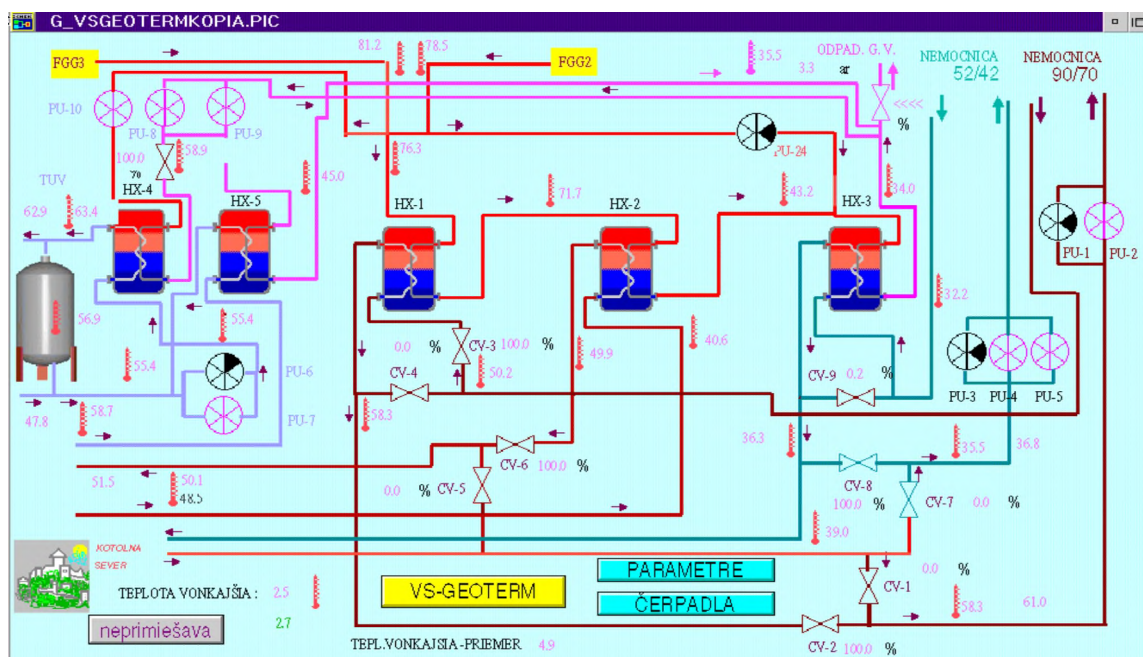 G_VSGEOTERMKOPIA.PIC
FGG3
81.2
78.5
FGG2
35.5
ODPAD. G. V.
3.3
ar
NEMOCNICA
52/42
NEMOCNICA
90/70
PU-10
PU-8
PU-9
<<<<
%
100.0
%
58.9
76.3
PU-24
TUV
HX-4
HX-5
45.0
HX-1
71.7
HX-2
43.2
HX-3
34.0
62.9
63.4
PU-1
PU-2
56.9
55.4
32.2
55.4
PU-6
0.0 %
CV-3
100.0 %
49.9
40.6
CV-4
50.2
CV-9
0.2 %
PU-3
PU-4
PU-5
47.8
58.7
PU-7
58.3
36.3
35.5
36.8
51.5
50.1
48.5
CV-6
100.0 %
0.0 %
CV-5
CV-8
100.0 %
CV-7
0.0 %
39.0
KOTOLNA
SEVER
TEPLOTA VONKAJŠIA :
2.5
2.7
neprimiešava
VS-GEOTERM
PARAMETRE
ČERPADLA
0.0 %
CV-1
58.3
61.0
TEPL.VONKAJSIA-PRIEMER
4.9
CV-2
100.0 %